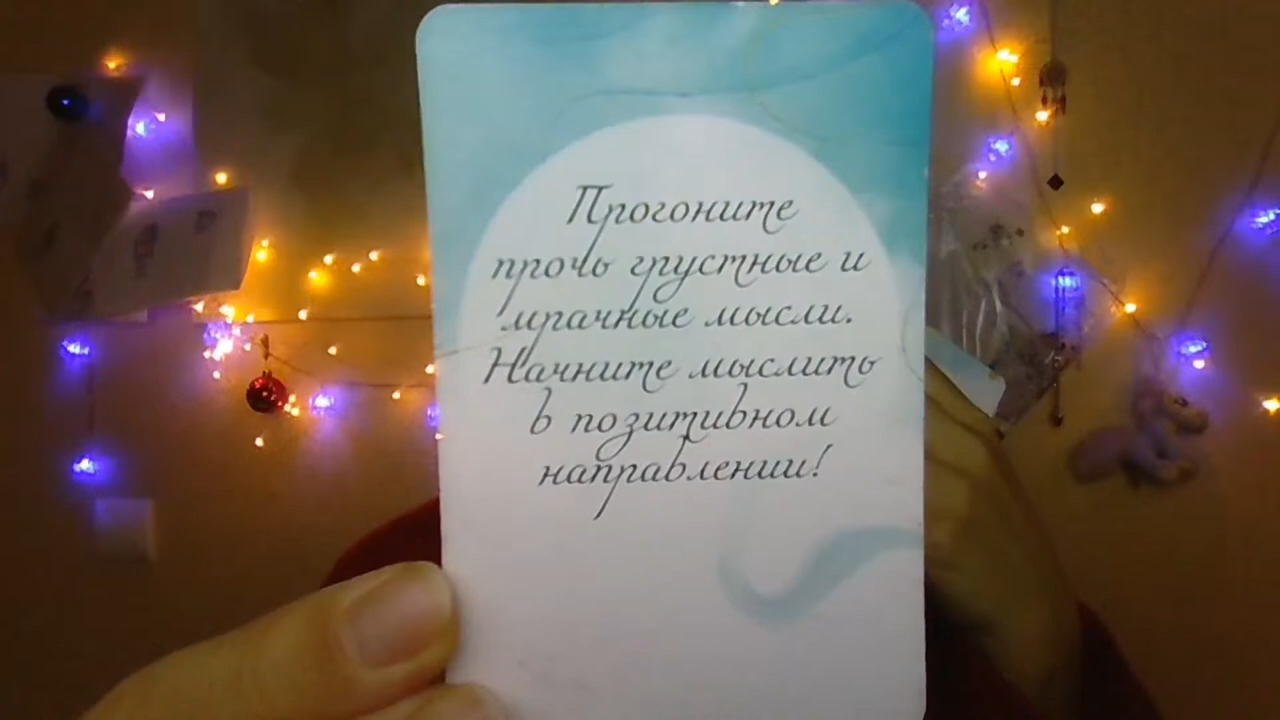 Прогоните
прочь грустные и
мрачные мысли.
Начните мыслить
в позитивном
направлении!